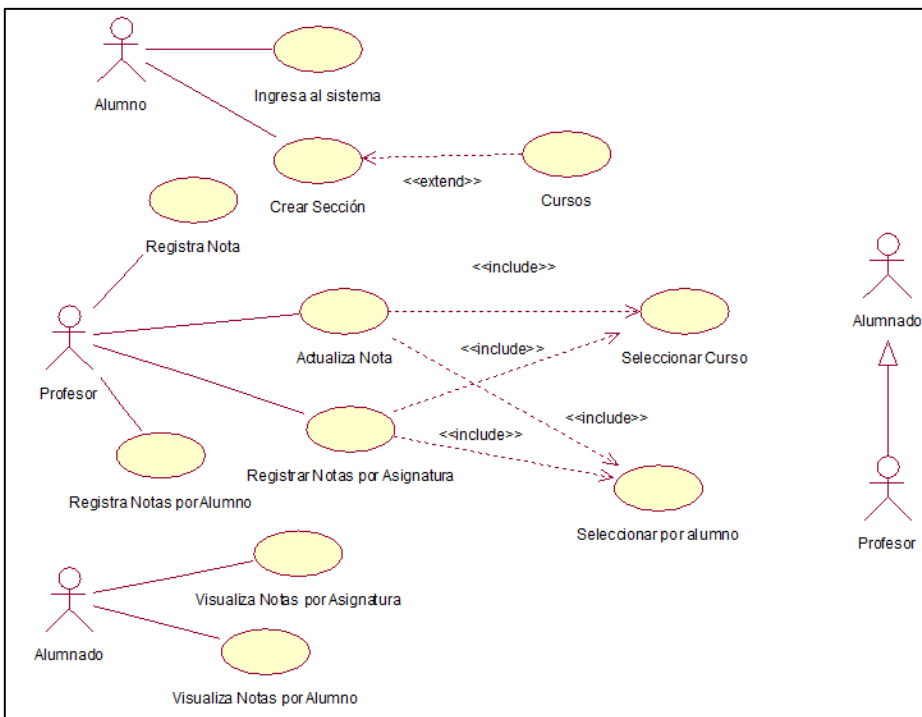 Alumno
Ingresa al sistema
Crear Sección
<<extend>>
Cursos
Registra Nota
Profesor
Actualiza Nota
<<include>>
Seleccionar Curso
<<include>>
Registrar Notas por Asignatura
<<include>>
<<include>>
Seleccionar por alumno
Registra Notas por Alumno
Alumnado
Profesor
Alumnado
Visualiza Notas por Asignatura
Visualiza Notas por Alumno